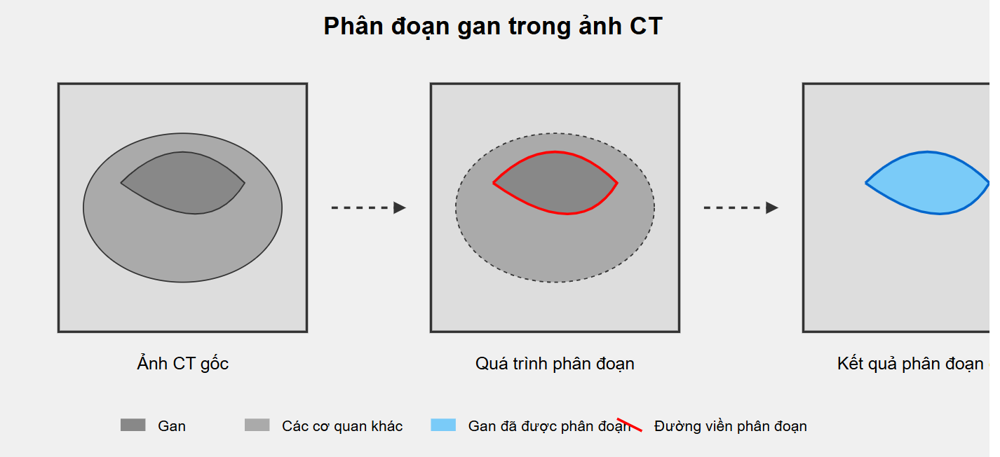 Phân đoạn gan trong ảnh CT
Ảnh CT gốc
Quá trình phân đoạn
Kết quả phân đoạn
Gan
Các cơ quan khác
Gan đã được phân đoạn
Đường viền phân đoạn